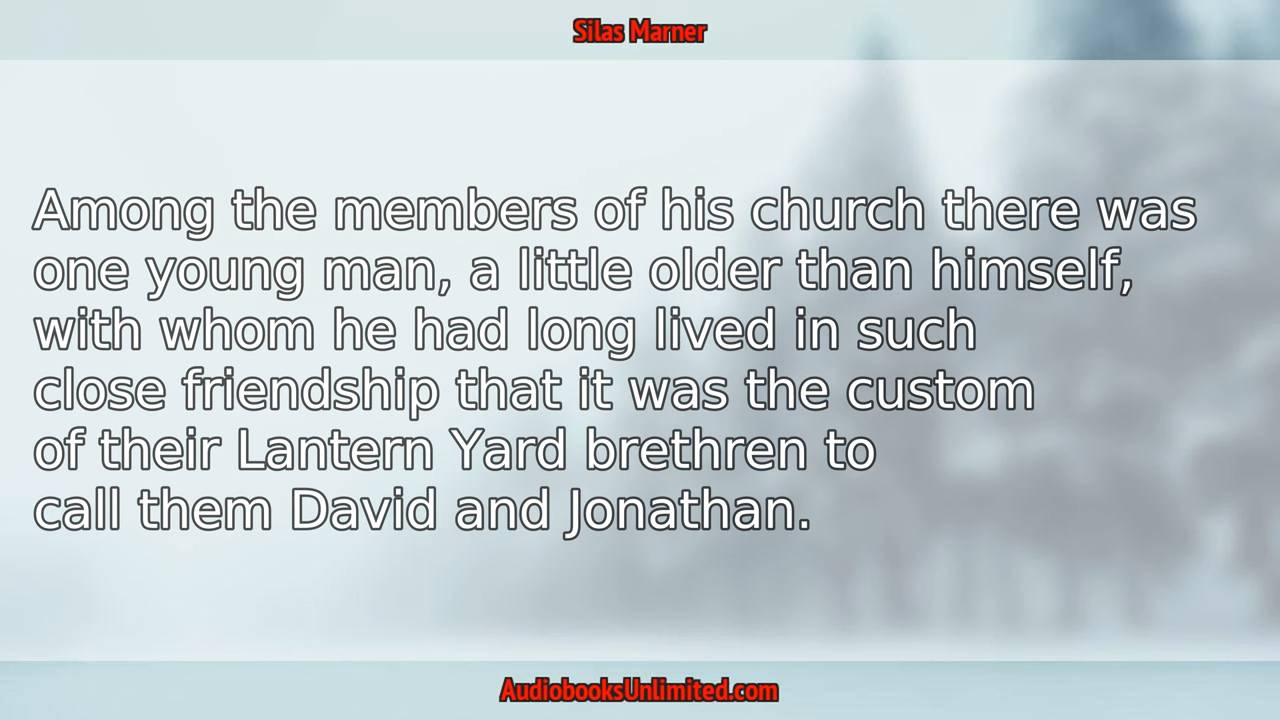 Silas Marner
Among the members of his church there was
one young man, a little older than himself,
with whom he had long lived in such
close friendship that it was the custom
of their Lantern Yard brethren to
call them David and Jonathan.
AudiobooksUnlimited.com